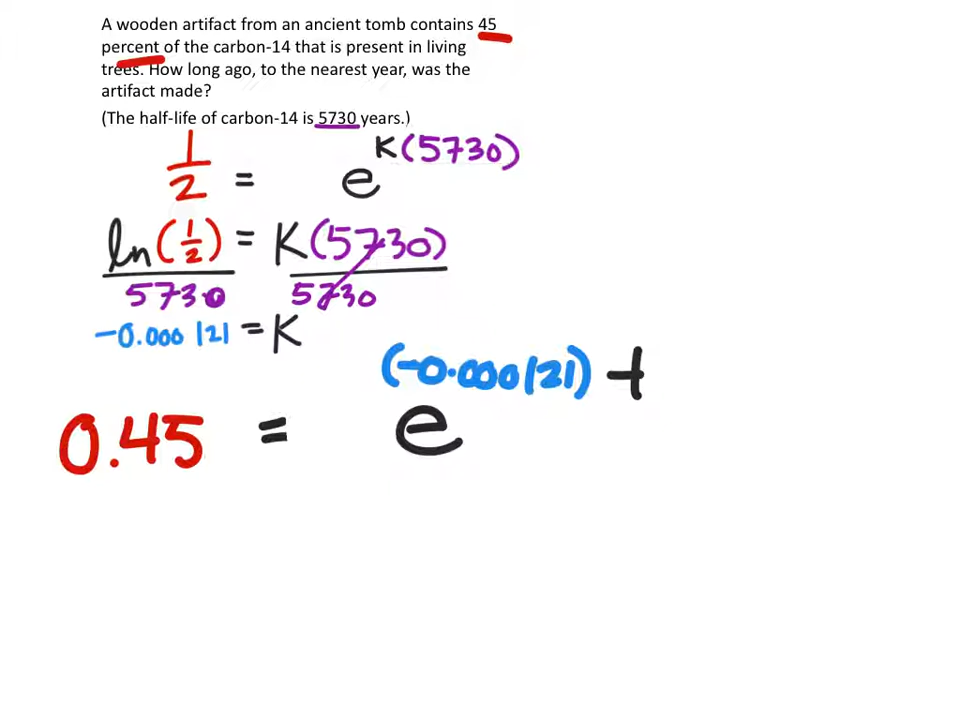 A wooden artifact from an ancient tomb contains 45
percent of the carbon-14 that is present in living
trees. How long ago, to the nearest year, was the
artifact made?
(The half-life of carbon-14 is 5730 years.)
1/2 = e^K(5730)
ln(1/2)/5730 = K(5730)/5730
-0.000121 = K
0.45 = e^(-0.000121)t